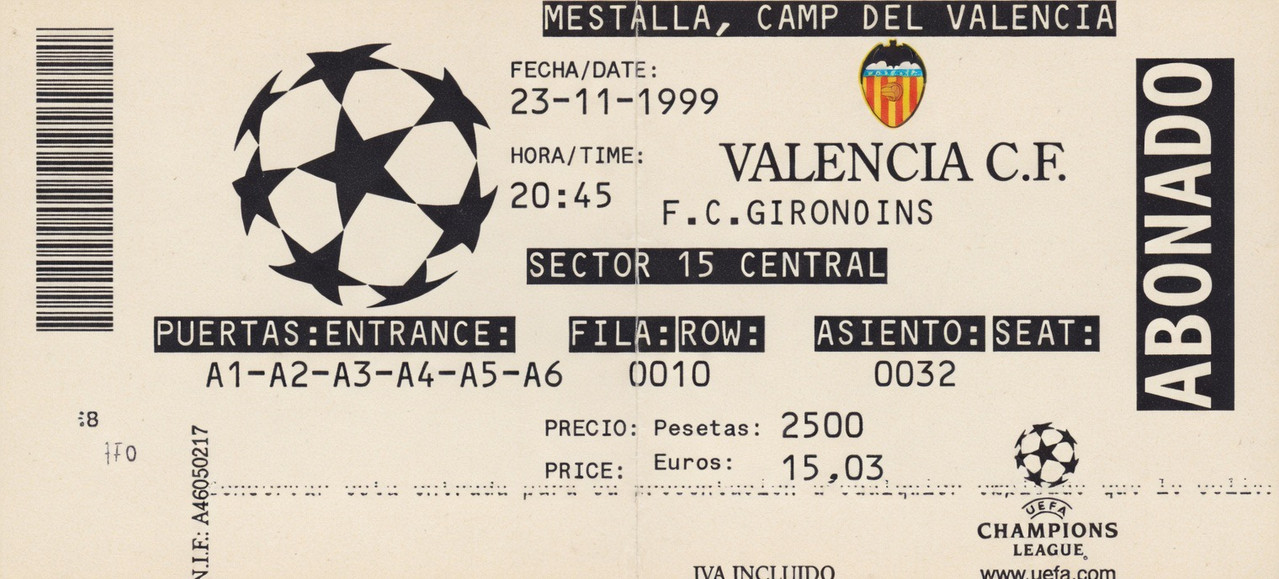 MESTALLA, CAMP DEL VALENCIA
FECHA/DATE:
23-11-1999
HORA/TIME:
20:45
VALENCIA C.F.
F.C.GIRONDINS
SECTOR 15 CENTRAL
PUERTAS:ENTRANCE: FILA:ROW: ASIENTO:SEAT:
A1-A2-A3-A4-A5-A6 0010 0032
PRECIO: Pesetas: 2500
PRICE: Euros: 15,03
ABONADO
N.I.F.: A46050217
UEFA
CHAMPIONS
LEAGUE
IVA INCLUIDO
www.uefa.com